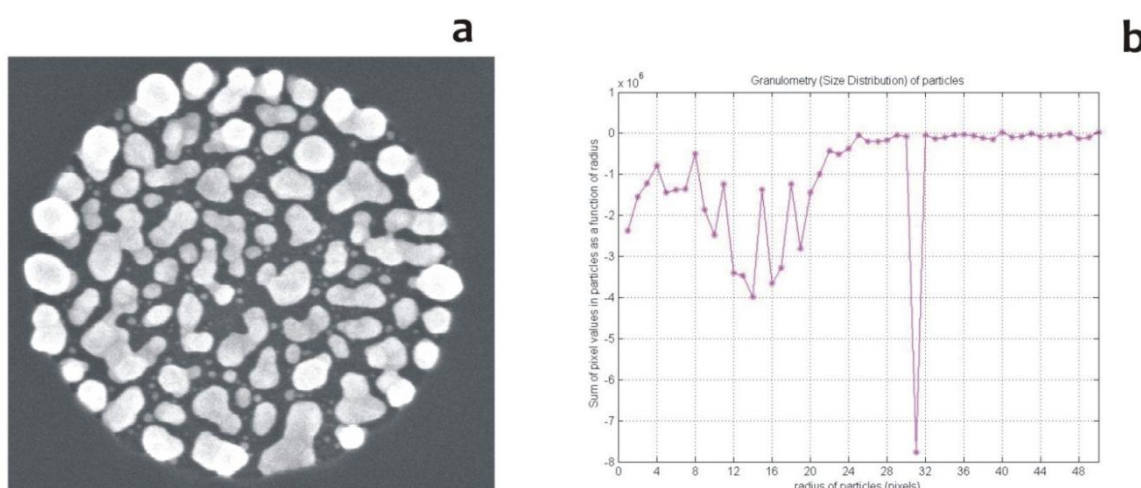 a
b
Granulometry (Size Distribution) of particles
x 10^6
1
0
-1
-2
-3
-4
-5
-6
-7
-8
Sum of pixel values in particles as a function of radius
0 4 8 12 16 20 24 28 32 36 40 44 48
radius of particles (pixels)